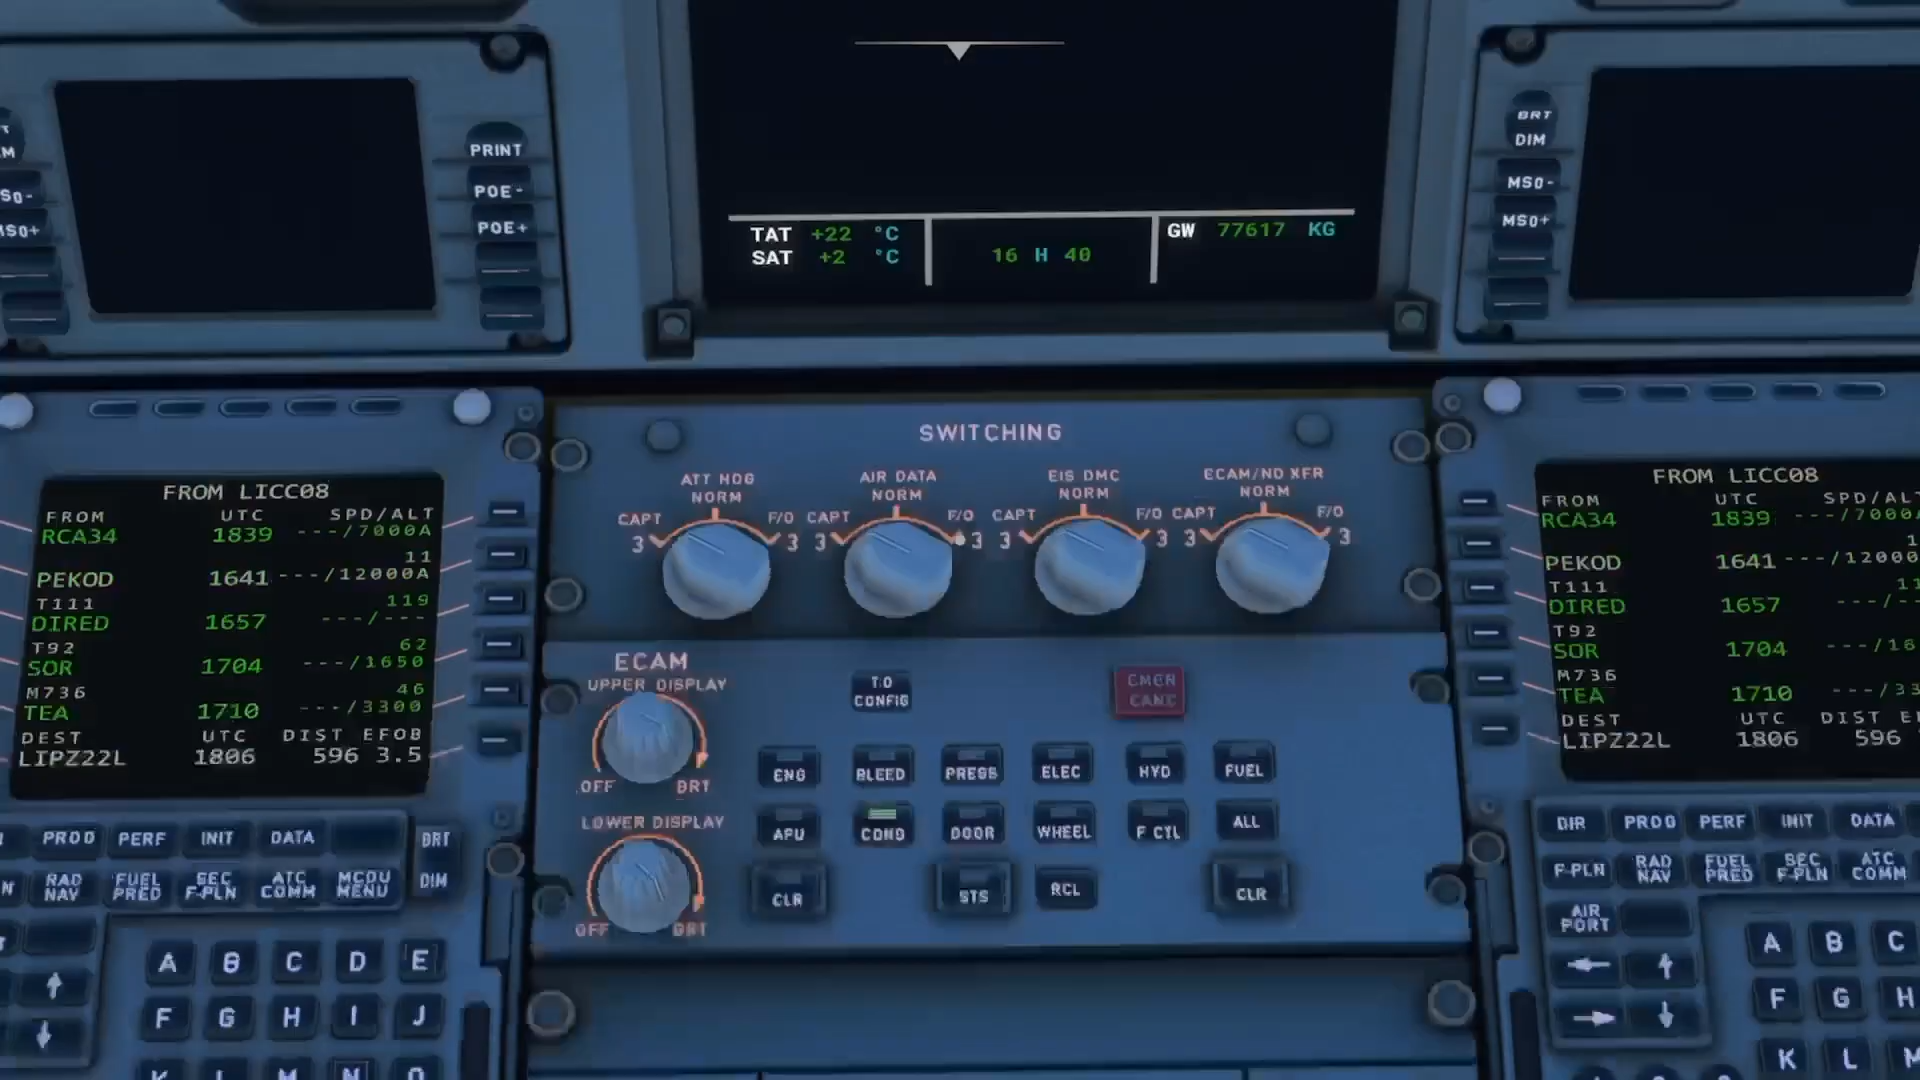 PRINT
POE-
POE+
TAT +22 °C
SAT +2 °C
16 H 40
GW 77617 KG
BRT
DIM
MS0-
MS0+
FROM LICC08
FROM UTC SPD/ALT
RCA34 1839 ---/7000A
11
PEKOD 1641 ---/12000A
T111 119
DIRED 1657 ---/---
T92 62
SOR 1704 ---/1650
M736 46
TEA 1710 ---/3300
DEST UTC DIST EFOB
LIPZ22L 1806 596 3.5
SWITCHING
ATT HDG
NORM
CAPT F/O
3 3
AIR DATA
NORM
CAPT F/O
3 3
EIS DMC
NORM
CAPT F/O
3 3
ECAM/ND XFR
NORM
CAPT F/O
3 3
FROM LICC08
FROM UTC SPD/ALT
RCA34 1839 ---/7000A
PEKOD 1641 ---/12000
T111
DIRED 1657 ---/--
T92
SOR 1704 ---/16
M736
TEA 1710 ---/33
DEST UTC DIST
LIPZ22L 1806 596
ECAM
UPPER DISPLAY
OFF BRT
LOWER DISPLAY
OFF BRT
T.O
CONFIG
EMER
CANC
ENG BLEED PRESS ELEC HYD FUEL
APU COND DOOR WHEEL F CTL ALL
CLR STS RCL CLR
PROG PERF INIT DATA
BRT
DIM
RAD
NAV
FUEL
PRED
SEC
F-PLN
ATC
COMM
MCDU
MENU
A B C D E
F G H I J
K L M N O
DIR PROG PERF INIT DATA
F-PLN
RAD
NAV
FUEL
PRED
SEC
F-PLN
ATC
COMM
AIR
PORT
A B C
F G H
K L M